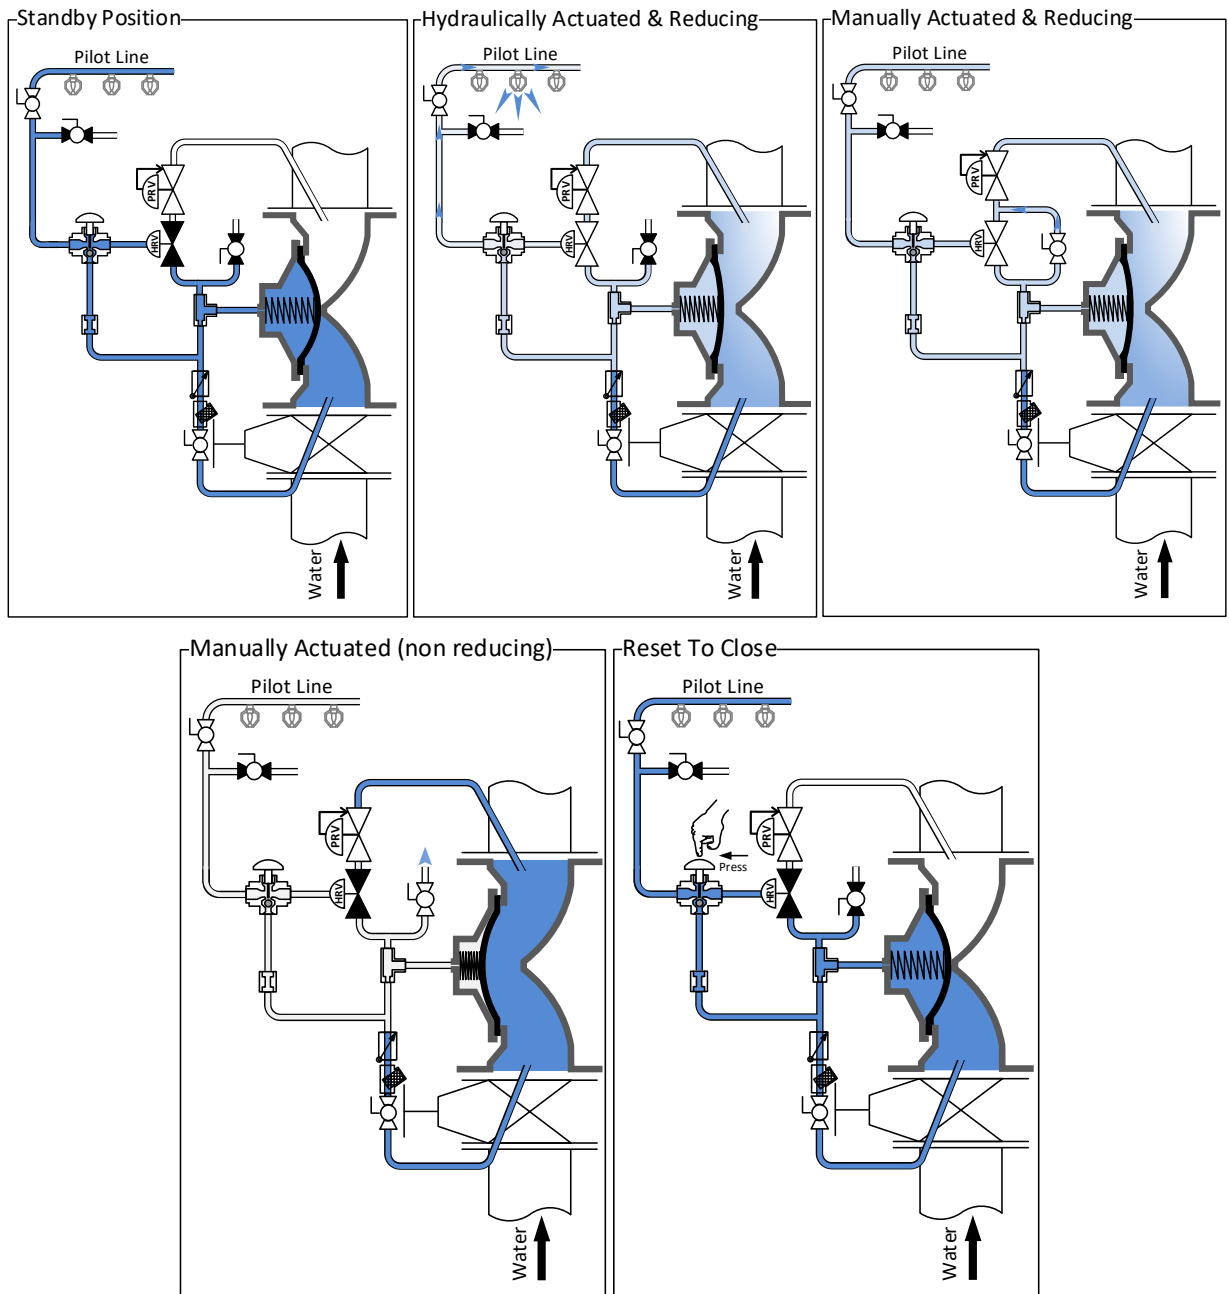 Standby Position
Pilot Line
PRV
HRV
Water
Hydraulically Actuated & Reducing
Pilot Line
PRV
HRV
Water
Manually Actuated & Reducing
Pilot Line
PRV
HRV
Water
Manually Actuated (non reducing)
Pilot Line
PRV
HRV
Water
Reset To Close
Pilot Line
PRV
Press
HRV
Water